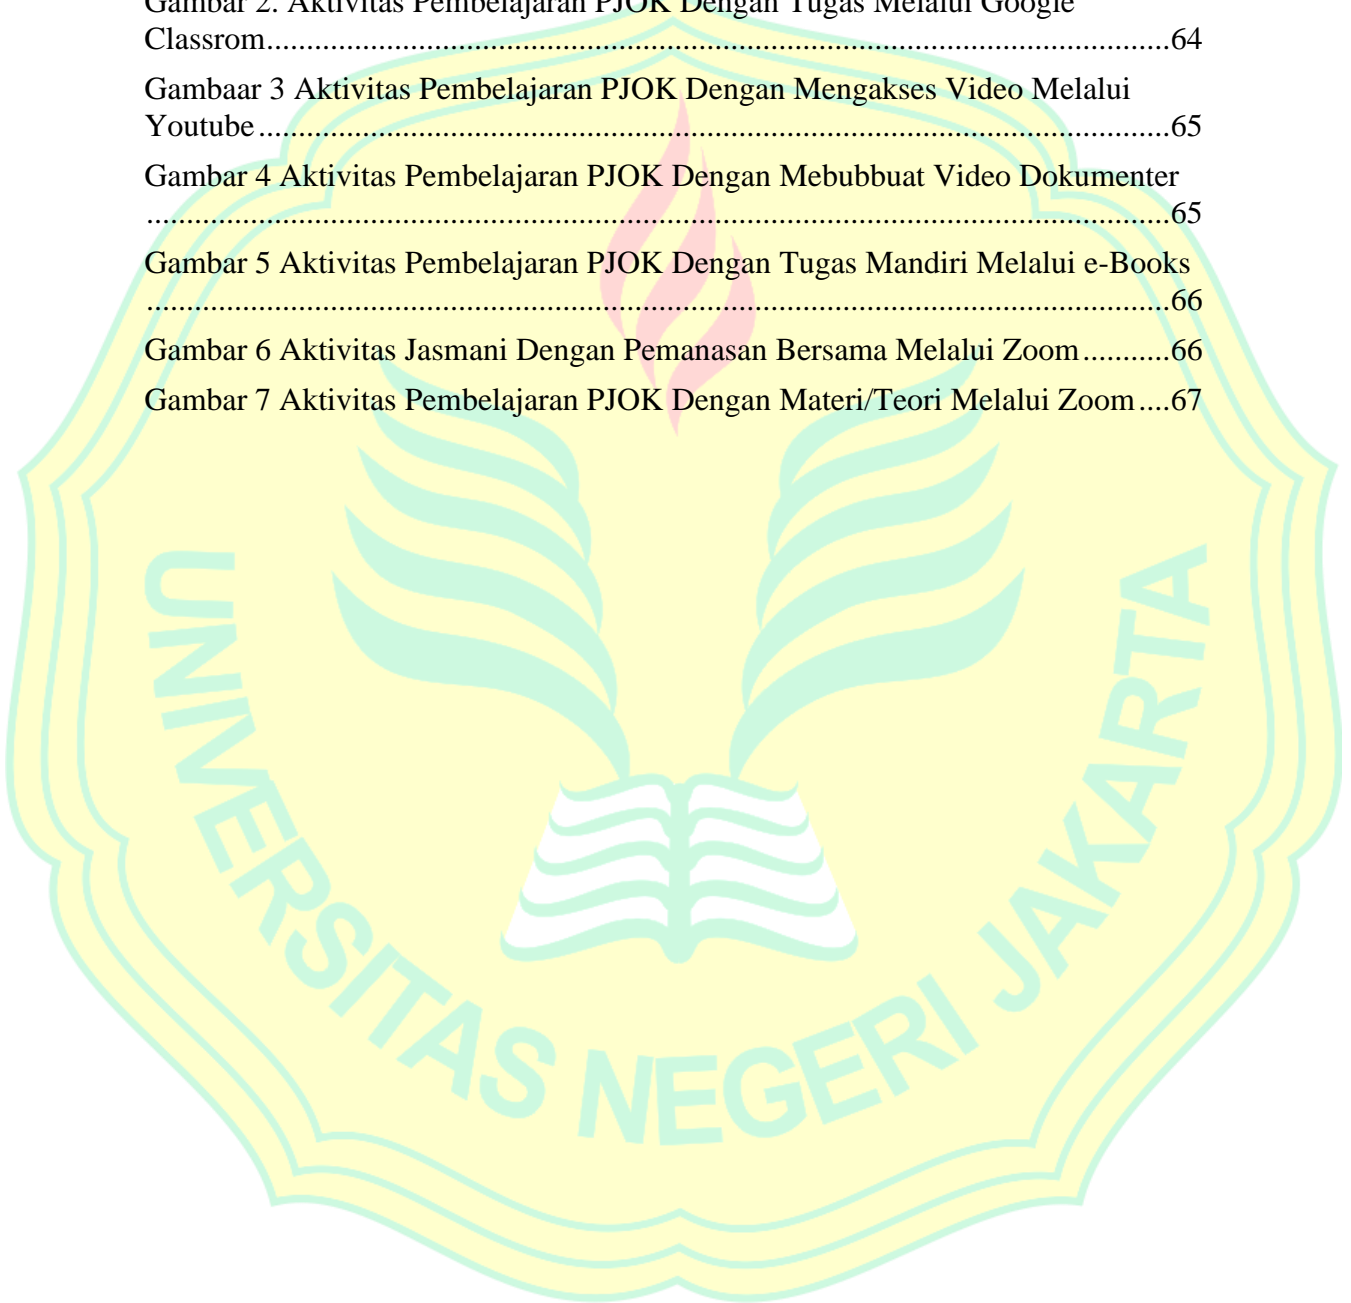 Gambar 2. Aktivitas Pembelajaran PJOK Dengan Tugas Melalui Google
Classrom.................................................................................................................64
Gambaar 3 Aktivitas Pembelajaran PJOK Dengan Mengakses Video Melalui
Youtube..................................................................................................................65
Gambar 4 Aktivitas Pembelajaran PJOK Dengan Mebubbuat Video Dokumenter
................................................................................................................................65
Gambar 5 Aktivitas Pembelajaran PJOK Dengan Tugas Mandiri Melalui e-Books
................................................................................................................................66
Gambar 6 Aktivitas Jasmani Dengan Pemanasan Bersama Melalui Zoom...........66
Gambar 7 Aktivitas Pembelajaran PJOK Dengan Materi/Teori Melalui Zoom....67
UNIVERSITAS NEGERI JAKARTA